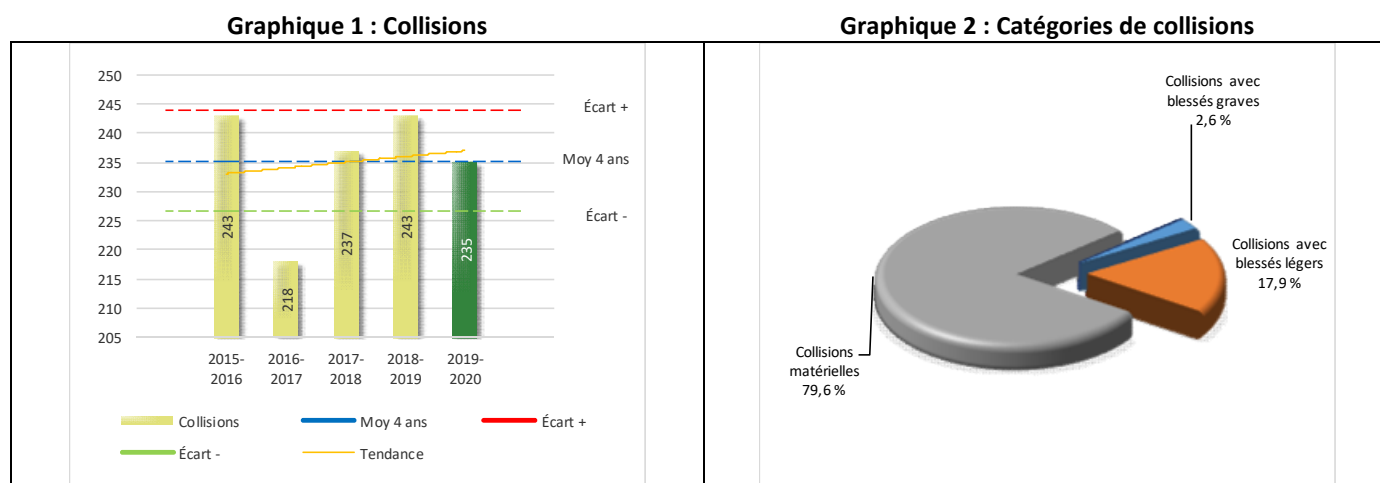 Graphique 1 : Collisions
250
245
240
235
230
225
220
215
210
205
Écart +
Moy 4 ans
Écart -
243
218
237
243
235
2015-
2016
2016-
2017
2017-
2018
2018-
2019
2019-
2020
Collisions
Moy 4 ans
Écart +
Écart -
Tendance
Graphique 2 : Catégories de collisions
Collisions avec
blessés graves
2,6 %
Collisions avec
blessés légers
17,9 %
Collisions
matérielles
79,6 %